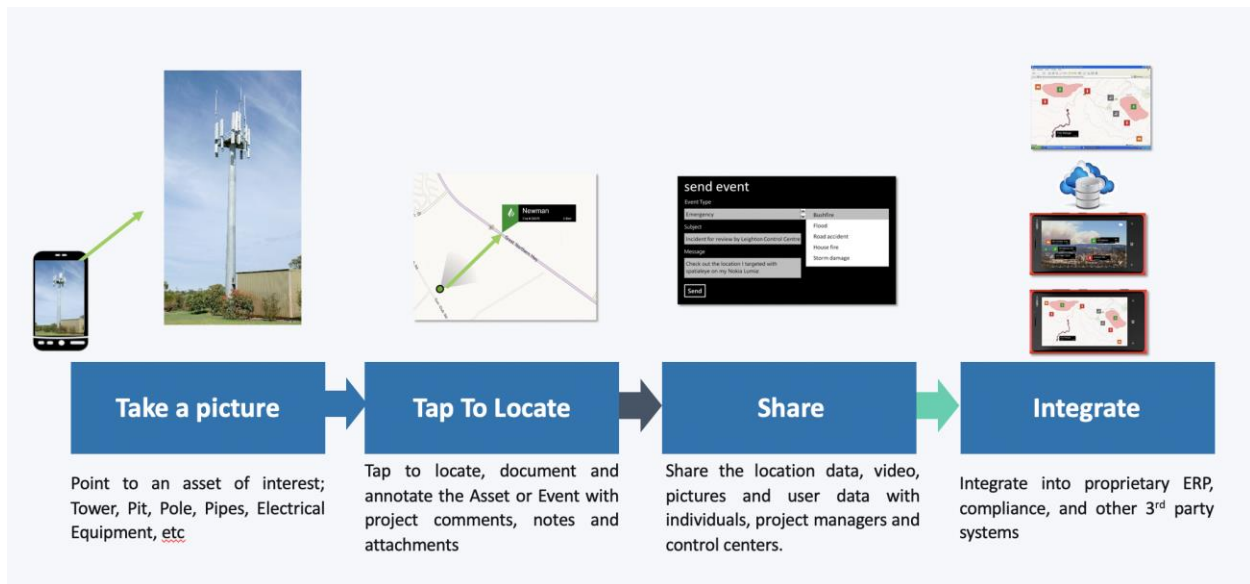 Newman
Great Northern Hwy
send event
Event Type
Emergency
Subject
Incident for review by Leighton Control Centre
Message
Check out the location I targeted with
spatialeye on my Nokia Lumia
Send
Bushfire
Flood
Road accident
House fire
Storm damage
Take a picture
Tap To Locate
Share
Integrate
Point to an asset of interest;
Tower, Pit, Pole, Pipes, Electrical
Equipment, etc
Tap to locate, document and
annotate the Asset or Event with
project comments, notes and
attachments
Share the location data, video,
pictures and user data with
individuals, project managers and
control centers.
Integrate into proprietary ERP,
compliance, and other 3rd party
systems